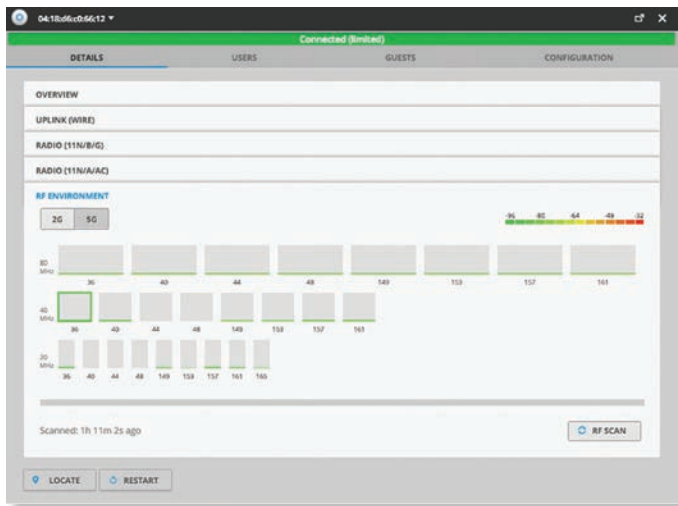 04:18:d6:c0:66:12
Connected (limited)
DETAILS USERS GUESTS CONFIGURATION
OVERVIEW
UPLINK (WIRE)
RADIO (11N/B/G)
RADIO (11N/A/AC)
RF ENVIRONMENT
2G 5G
-96 -80 -64 -48 -32
80
MHz
36 40 44 48 149 153 157 161
40
MHz
36 40 44 48 149 153 157 161
20
MHz
36 40 44 48 149 153 157 161 165
Scanned: 1h 11m 2s ago
RF SCAN
LOCATE RESTART